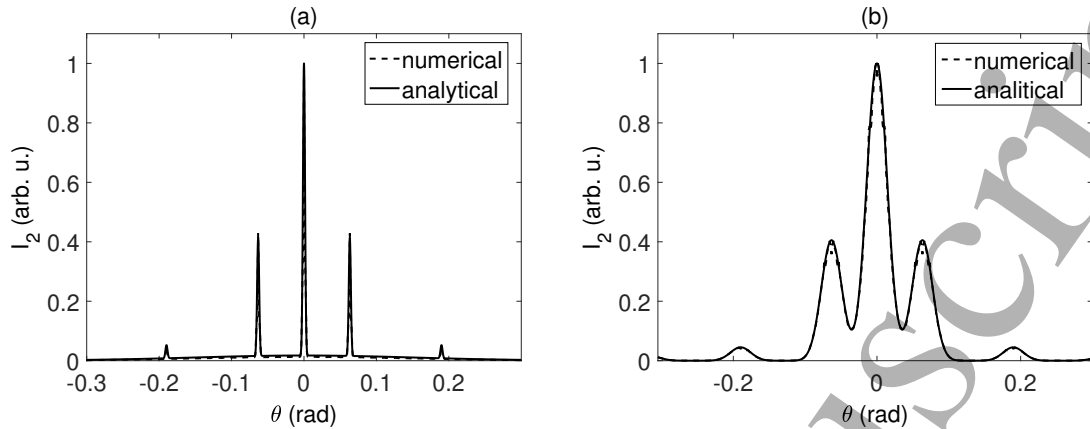 (a)
numerical
analytical
1
0.8
0.6
0.4
0.2
0
I2 (arb. u.)
-0.3 -0.2 -0.1 0 0.1 0.2
θ (rad)
(b)
numerical
analitical
1
0.8
0.6
0.4
0.2
0
I2 (arb. u.)
-0.2 0 0.2
θ (rad)